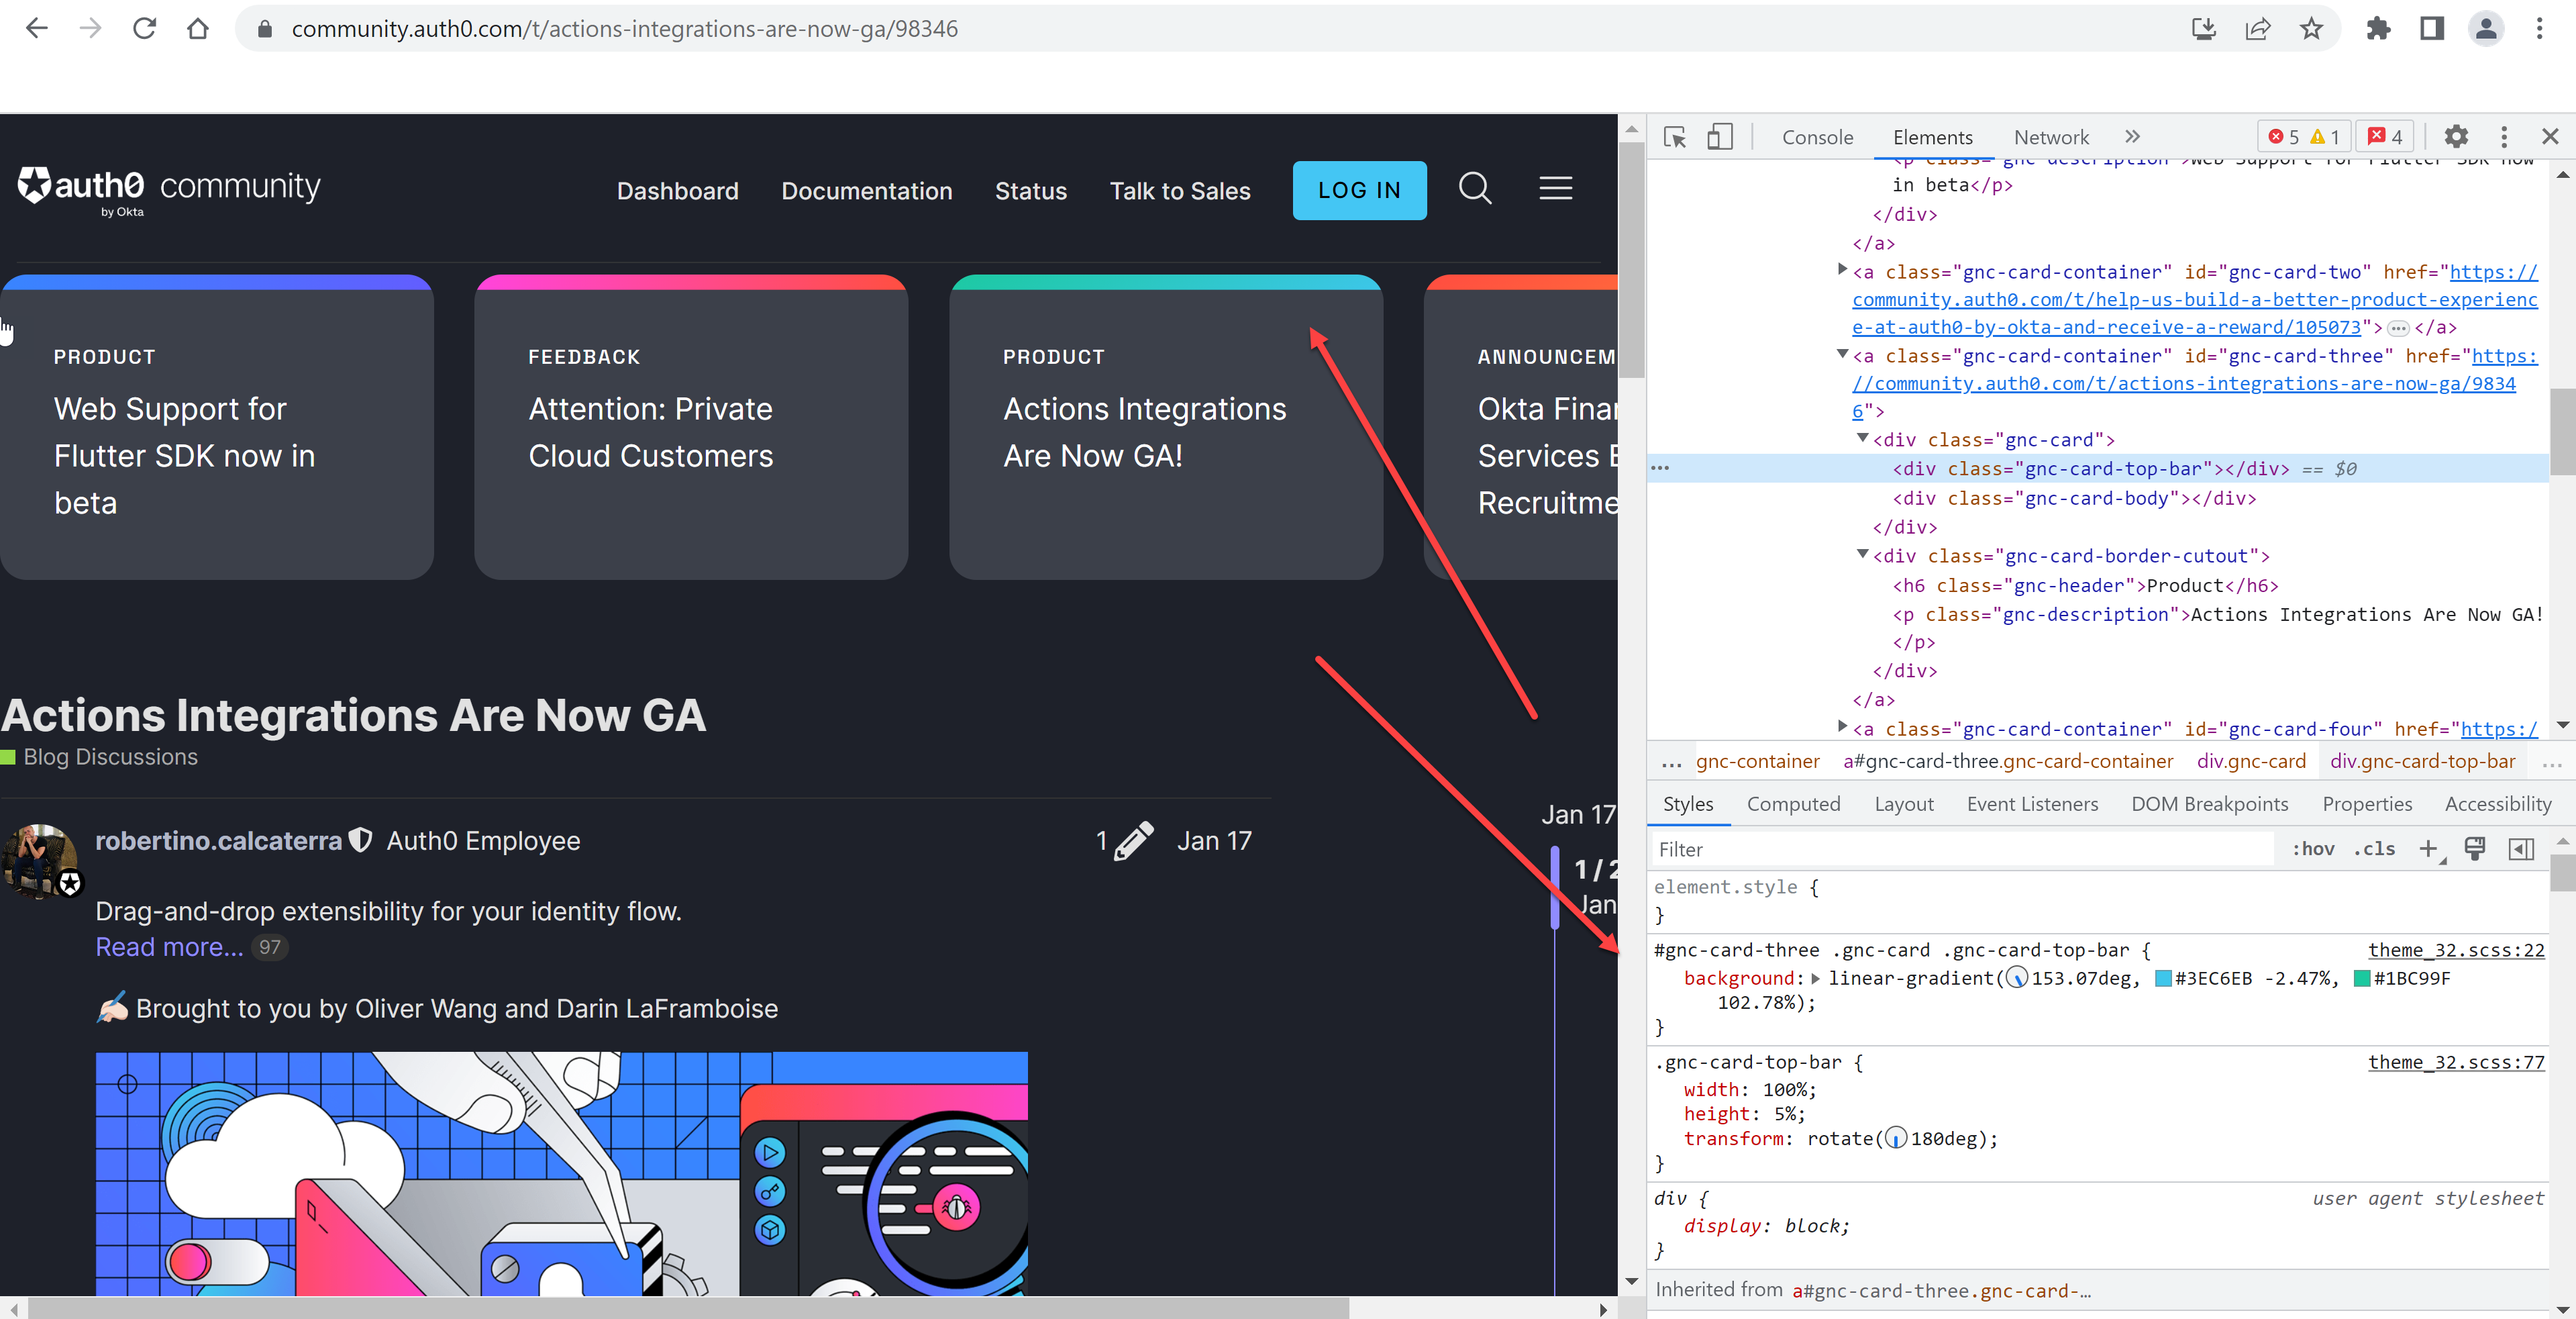 community.auth0.com/t/actions-integrations-are-now-ga/98346
auth0 community
by Okta
Dashboard
Documentation
Status
Talk to Sales
LOG IN
PRODUCT
Web Support for
Flutter SDK now in
beta
FEEDBACK
Attention: Private
Cloud Customers
PRODUCT
Actions Integrations
Are Now GA!
ANNOUNCEM
Okta Finan
Services E
Recruitme
Actions Integrations Are Now GA
Blog Discussions
robertino.calcaterra Auth0 Employee
1
Jan 17
Drag-and-drop extensibility for your identity flow.
Read more... 97
✍🏻 Brought to you by Oliver Wang and Darin LaFramboise
Jan 17
1 / 2
Jan
Console
Elements
Network
5
1
4
<p class="gnc-description">Web Support for Flutter SDK now
in beta</p>
</div>
</a>
<a class="gnc-card-container" id="gnc-card-two" href="https://
community.auth0.com/t/help-us-build-a-better-product-experienc
e-at-auth0-by-okta-and-receive-a-reward/105073">…</a>
<a class="gnc-card-container" id="gnc-card-three" href="https:
//community.auth0.com/t/actions-integrations-are-now-ga/9834
6">
<div class="gnc-card">
… <div class="gnc-card-top-bar"></div> == $0
<div class="gnc-card-body"></div>
</div>
<div class="gnc-card-border-cutout">
<h6 class="gnc-header">Product</h6>
<p class="gnc-description">Actions Integrations Are Now GA!
</p>
</div>
</a>
<a class="gnc-card-container" id="gnc-card-four" href="https:/
… gnc-container a#gnc-card-three.gnc-card-container div.gnc-card div.gnc-card-top-bar …
Styles
Computed
Layout
Event Listeners
DOM Breakpoints
Properties
Accessibility
Filter
:hov .cls +
element.style {
}
#gnc-card-three .gnc-card .gnc-card-top-bar { theme_32.scss:22
background: linear-gradient(153.07deg, #3EC6EB -2.47%, #1BC99F
102.78%);
}
.gnc-card-top-bar { theme_32.scss:77
width: 100%;
height: 5%;
transform: rotate(180deg);
}
div { user agent stylesheet
display: block;
}
Inherited from a#gnc-card-three.gnc-card-…